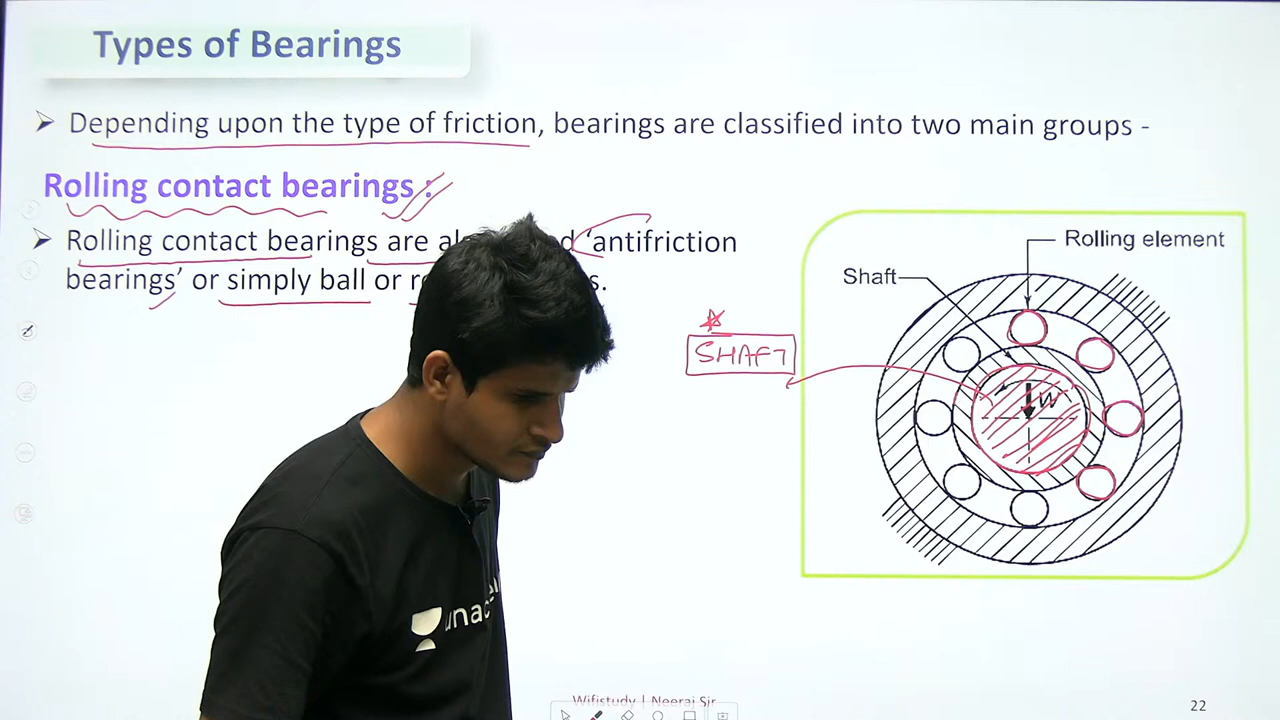 Types of Bearings
➤ Depending upon the type of friction, bearings are classified into two main groups -
Rolling contact bearings :
➤ Rolling contact bearings are ‘antifriction
bearings’ or simply ball or
Rolling element
Shaft
SHAFT
W
unac
Wifistudy | Neeraj Sir
22